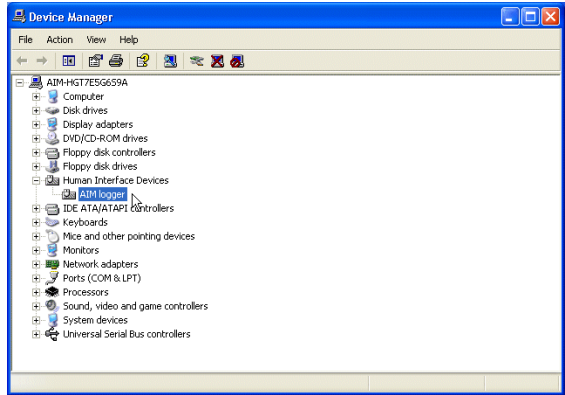 Device Manager
File Action View Help
AIM-HGT7E5G659A
Computer
Disk drives
Display adapters
DVD/CD-ROM drives
Floppy disk controllers
Floppy disk drives
Human Interface Devices
AIM logger
IDE ATA/ATAPI controllers
Keyboards
Mice and other pointing devices
Monitors
Network adapters
Ports (COM & LPT)
Processors
Sound, video and game controllers
System devices
Universal Serial Bus controllers